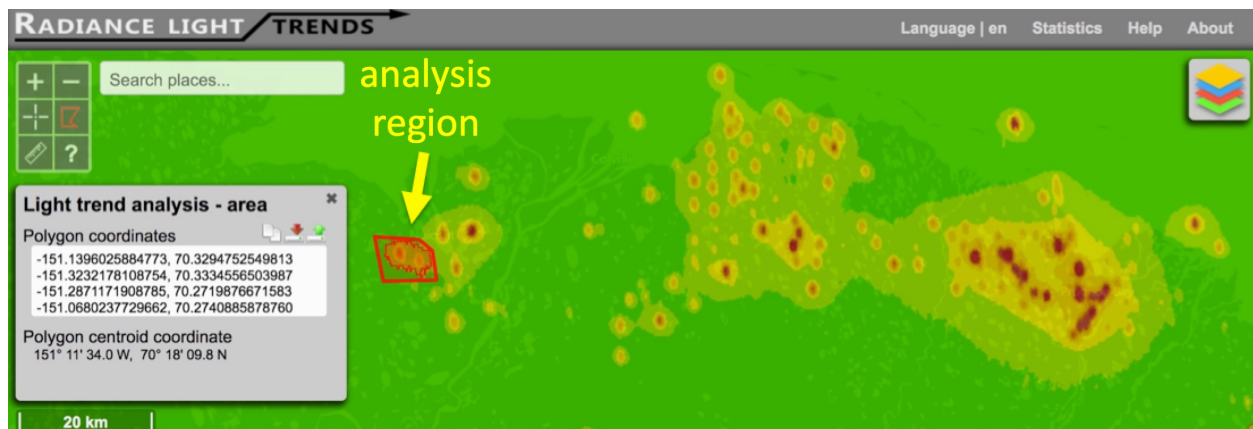 RADIANCE LIGHT TRENDS
Language | en Statistics Help About
+ −
Search places...
?
analysis
region
Light trend analysis - area
Polygon coordinates
-151.1396025884773, 70.3294752549813
-151.3232178108754, 70.3334556503987
-151.2871171908785, 70.2719876671583
-151.0680237729662, 70.2740885878760
Polygon centroid coordinate
151° 11' 34.0 W, 70° 18' 09.8 N
20 km